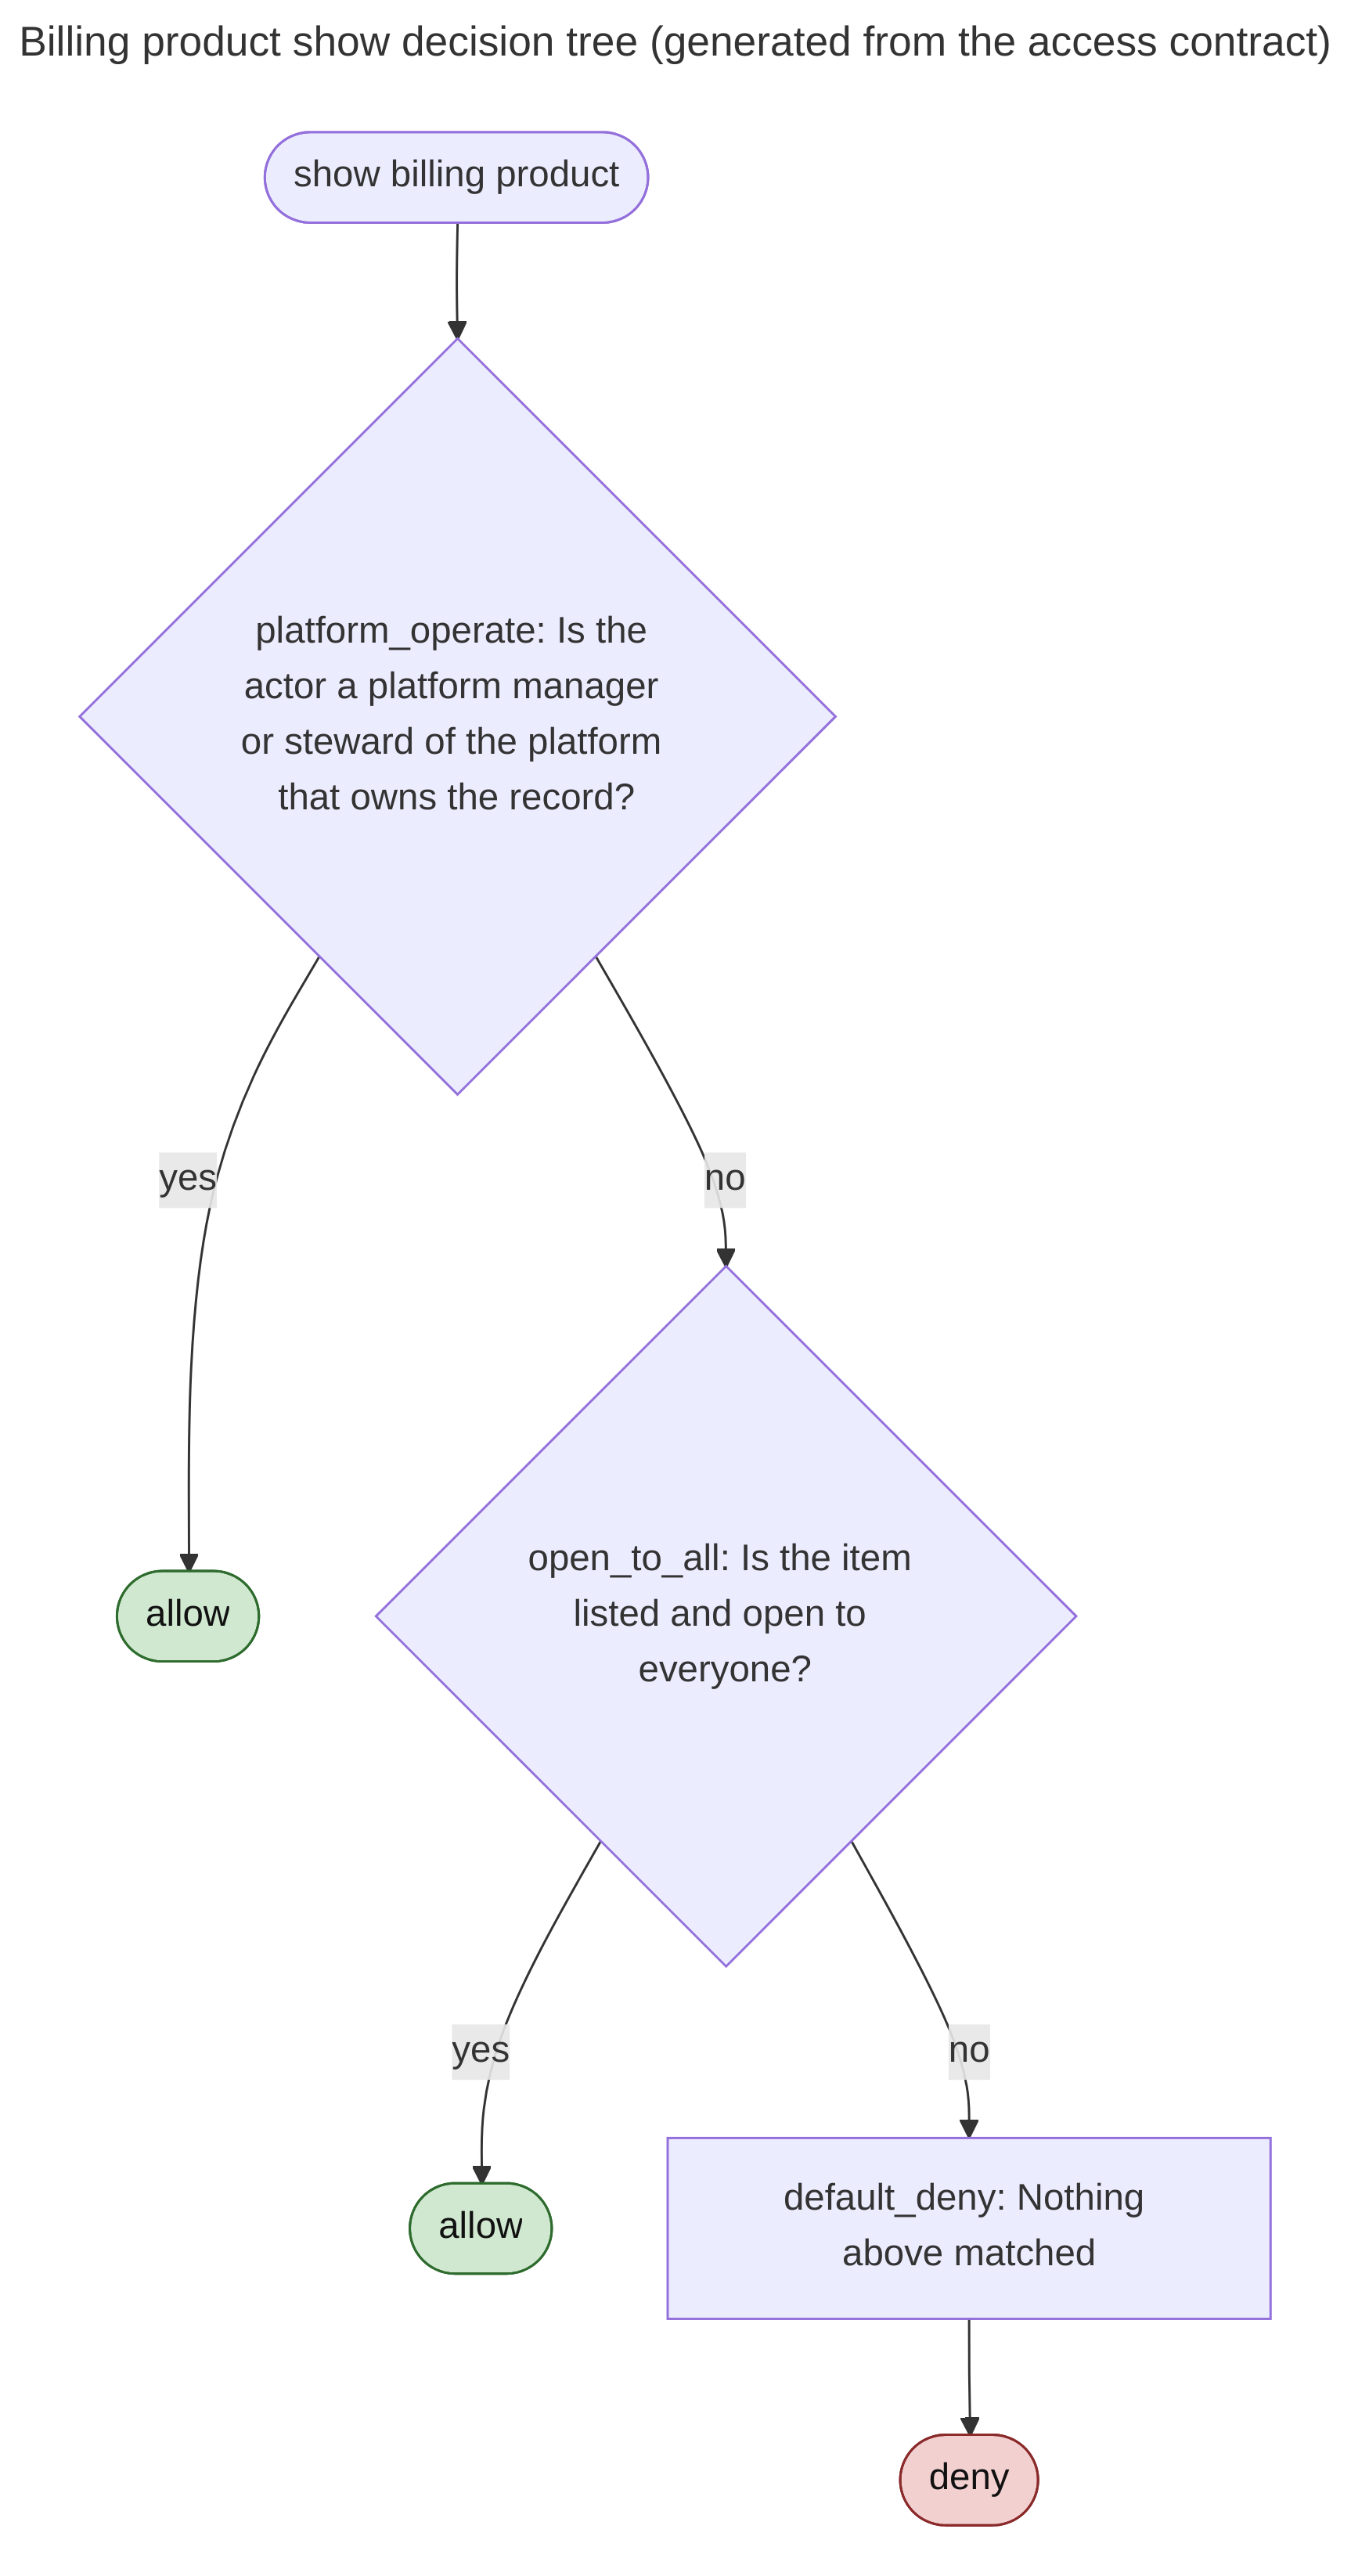 Billing product show decision tree (generated from the access contract)
show billing product
platform_operate: Is the
actor a platform manager
or steward of the platform
that owns the record?
yes
no
open_to_all: Is the item
listed and open to
everyone?
allow
yes
no
default_deny: Nothing
above matched
allow
deny